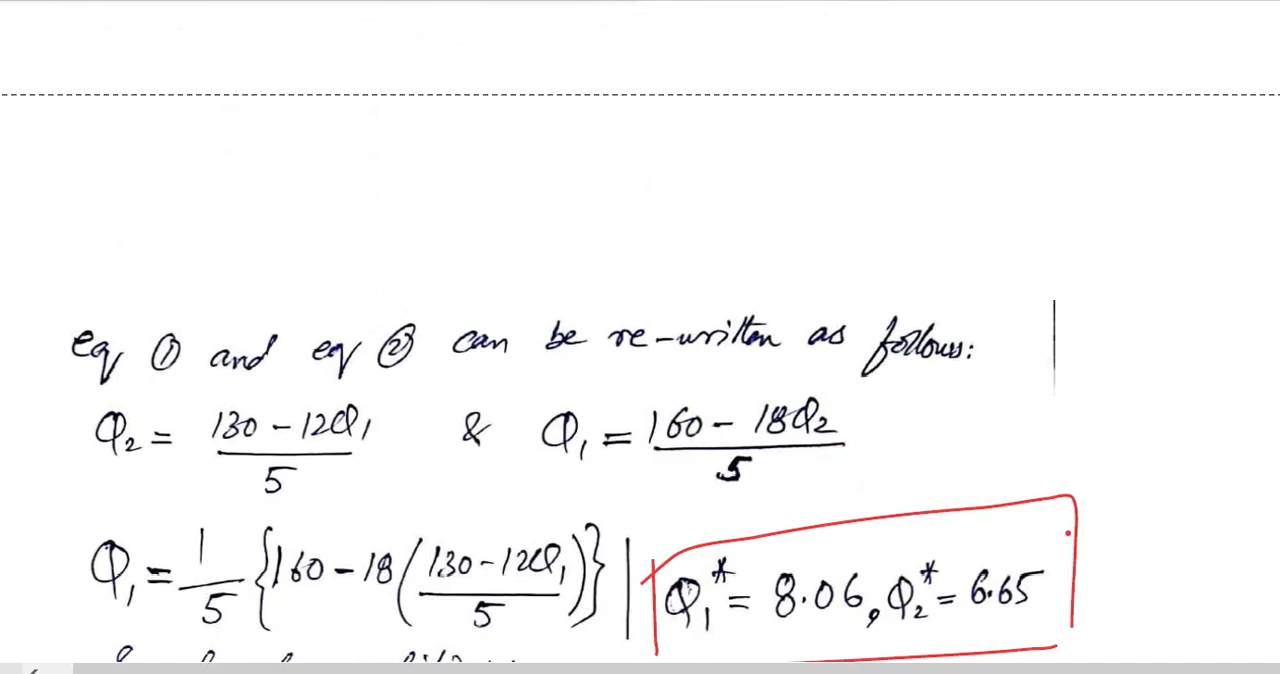 eq ① and eq ② can be re-written as follows:
Q₂ = (130 - 12Q₁)/5 & Q₁ = (160 - 18Q₂)/5
Q₁ = 1/5 {160 - 18((130 - 12Q₁)/5)} | Q₁* = 8.06, Q₂* = 6.65